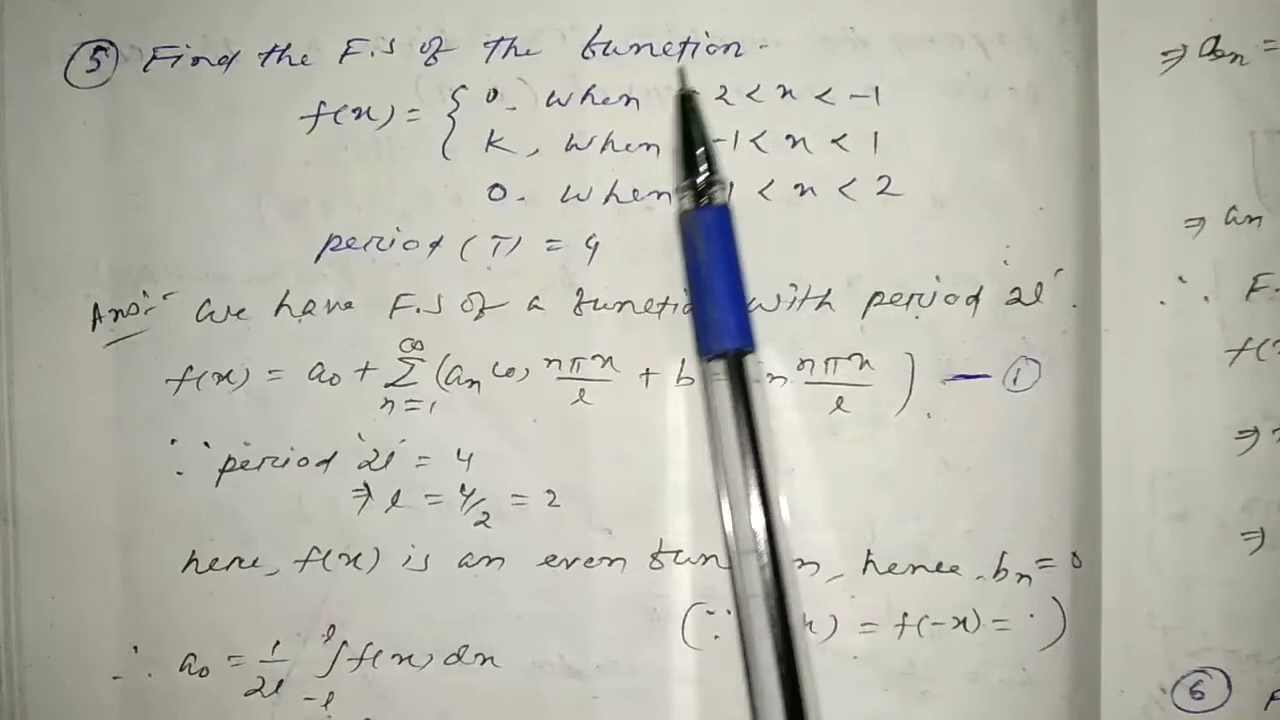 5 Find the F.S of the function.
f(x) = { 0. when 2 < x < -1
K, when -1 < x < 1
0. when 1 < x < 2
period (T) = 4
Ans:- We have F.S of a function with period '2l'.
f(x) = a₀ + ∞ Σ n=1 (aₙ cos nπx/l + b n nπx/l) — 1
∵ period '2l' = 4
⇒ l = 4/2 = 2
here, f(x) is an even fun n, hence, bₙ = 0
(∵ ) = f(-x) = )
∴ a₀ = 1/2l ∫₋ₗˡ f(x) dx
⇒ aₙ =
∴ F.
f(
⇒
⇒
6 F